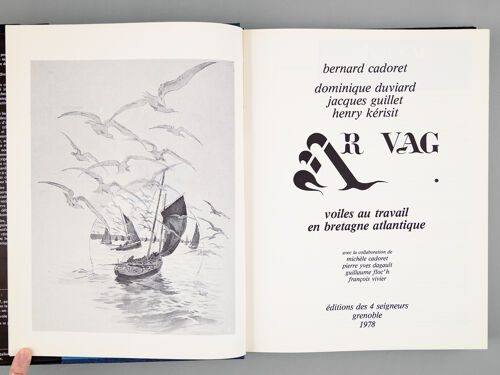 bernard cadoret
dominique duviard
jacques guillet
henry kérisit
AR VAG
voiles au travail
en bretagne atlantique
avec la collaboration de
michèle cadoret
pierre yves dagault
guillaume floc'h
françois vivier
éditions des 4 seigneurs
grenoble
1978